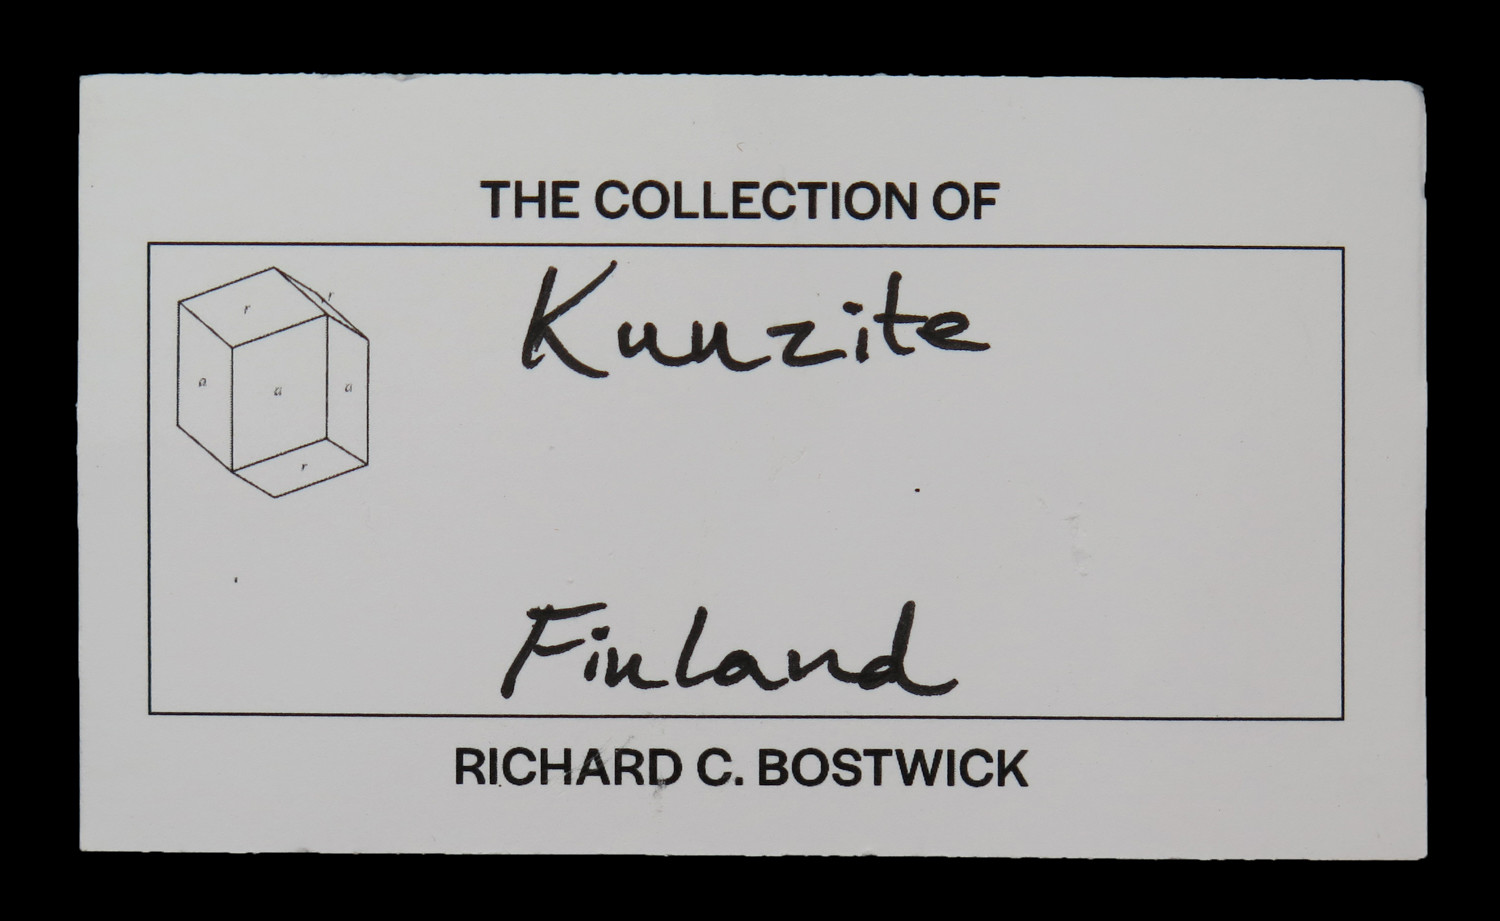 THE COLLECTION OF
Kunzite
r
r
a
a
a
r
Finland
RICHARD C. BOSTWICK